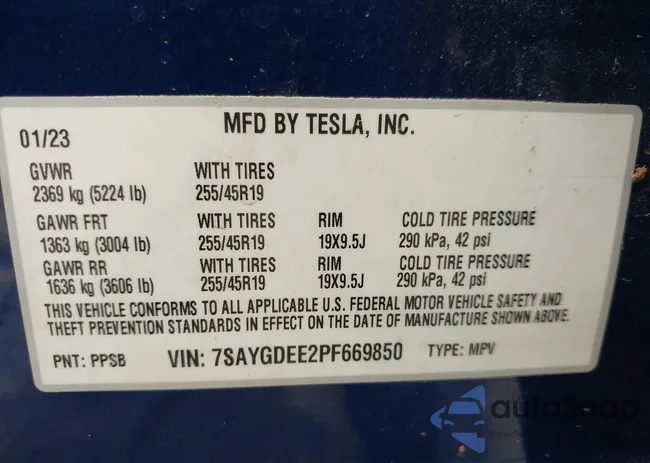 MFD BY TESLA, INC.
01/23
GVWR WITH TIRES
2369 kg (5224 lb) 255/45R19
GAWR FRT WITH TIRES RIM COLD TIRE PRESSURE
1363 kg (3004 lb) 255/45R19 19X9.5J 290 kPa, 42 psi
GAWR RR WITH TIRES RIM COLD TIRE PRESSURE
1636 kg (3606 lb) 255/45R19 19X9.5J 290 kPa, 42 psi
THIS VEHICLE CONFORMS TO ALL APPLICABLE U.S. FEDERAL MOTOR VEHICLE SAFETY AND
THEFT PREVENTION STANDARDS IN EFFECT ON THE DATE OF MANUFACTURE SHOWN ABOVE.
PNT: PPSB VIN: 7SAYGDEE2PF669850 TYPE: MPV
autoSnap